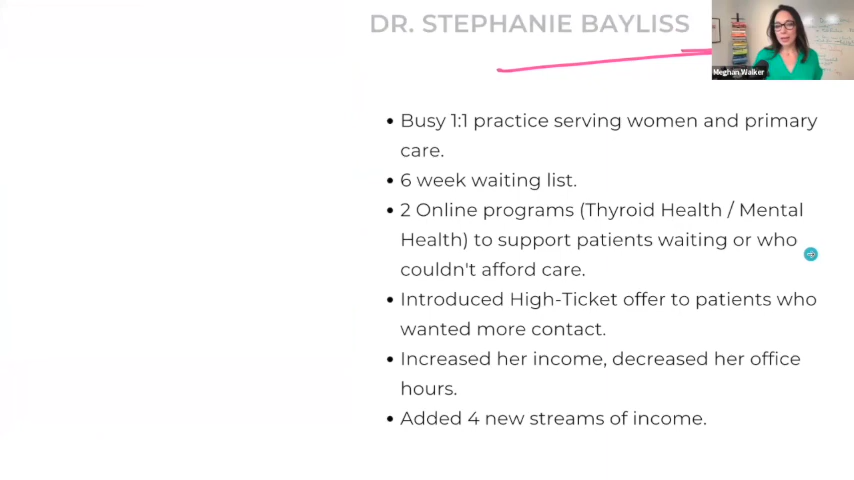 DR. STEPHANIE BAYLISS
Meghan Walker
• Busy 1:1 practice serving women and primary
care.
• 6 week waiting list.
• 2 Online programs (Thyroid Health / Mental
Health) to support patients waiting or who
couldn't afford care.
• Introduced High-Ticket offer to patients who
wanted more contact.
• Increased her income, decreased her office
hours.
• Added 4 new streams of income.